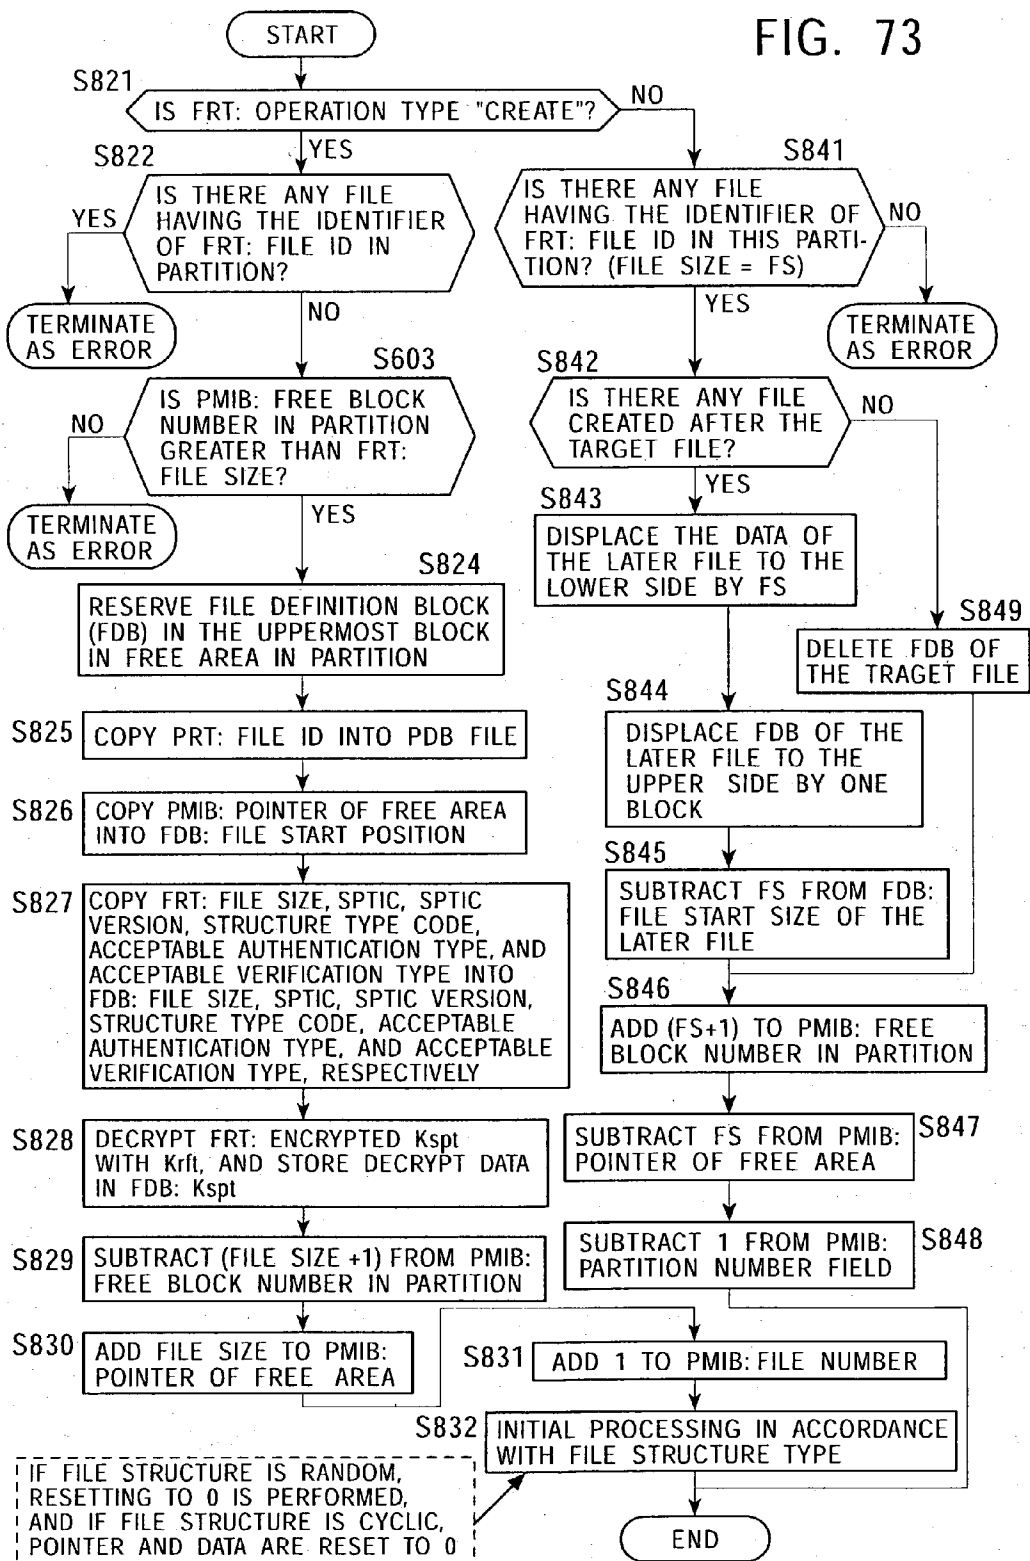 FIG. 73
START
S821
IS FRT: OPERATION TYPE "CREATE"?
NO
YES
S822
IS THERE ANY FILE
HAVING THE IDENTIFIER
OF FRT: FILE ID IN
PARTITION?
YES
TERMINATE
AS ERROR
NO
S603
IS PMIB: FREE BLOCK
NUMBER IN PARTITION
GREATER THAN FRT:
FILE SIZE?
NO
TERMINATE
AS ERROR
YES
S824
RESERVE FILE DEFINITION BLOCK
(FDB) IN THE UPPERMOST BLOCK
IN FREE AREA IN PARTITION
S825
COPY PRT: FILE ID INTO PDB FILE
S826
COPY PMIB: POINTER OF FREE AREA
INTO FDB: FILE START POSITION
S827
COPY FRT: FILE SIZE, SPTIC, SPTIC
VERSION, STRUCTURE TYPE CODE,
ACCEPTABLE AUTHENTICATION TYPE, AND
ACCEPTABLE VERIFICATION TYPE INTO
FDB: FILE SIZE, SPTIC, SPTIC VERSION,
STRUCTURE TYPE CODE, ACCEPTABLE
AUTHENTICATION TYPE, AND ACCEPTABLE
VERIFICATION TYPE, RESPECTIVELY
S828
DECRYPT FRT: ENCRYPTED Kspt
WITH Krft, AND STORE DECRYPT DATA
IN FDB: Kspt
S829
SUBTRACT (FILE SIZE +1) FROM PMIB:
FREE BLOCK NUMBER IN PARTITION
S830
ADD FILE SIZE TO PMIB:
POINTER OF FREE AREA
S841
IS THERE ANY FILE
HAVING THE IDENTIFIER OF
FRT: FILE ID IN THIS PARTI-
TION? (FILE SIZE = FS)
NO
TERMINATE
AS ERROR
YES
S842
IS THERE ANY FILE
CREATED AFTER THE
TARGET FILE?
NO
YES
S843
DISPLACE THE DATA OF
THE LATER FILE TO THE
LOWER SIDE BY FS
S849
DELETE FDB OF
THE TRAGET FILE
S844
DISPLACE FDB OF THE
LATER FILE TO THE
UPPER SIDE BY ONE
BLOCK
S845
SUBTRACT FS FROM FDB:
FILE START SIZE OF THE
LATER FILE
S846
ADD (FS+1) TO PMIB: FREE
BLOCK NUMBER IN PARTITION
SUBTRACT FS FROM PMIB:
POINTER OF FREE AREA
S847
SUBTRACT 1 FROM PMIB:
PARTITION NUMBER FIELD
S848
S831
ADD 1 TO PMIB: FILE NUMBER
S832
INITIAL PROCESSING IN ACCORDANCE
WITH FILE STRUCTURE TYPE
IF FILE STRUCTURE IS RANDOM,
RESETTING TO 0 IS PERFORMED,
AND IF FILE STRUCTURE IS CYCLIC,
POINTER AND DATA ARE RESET TO 0
END